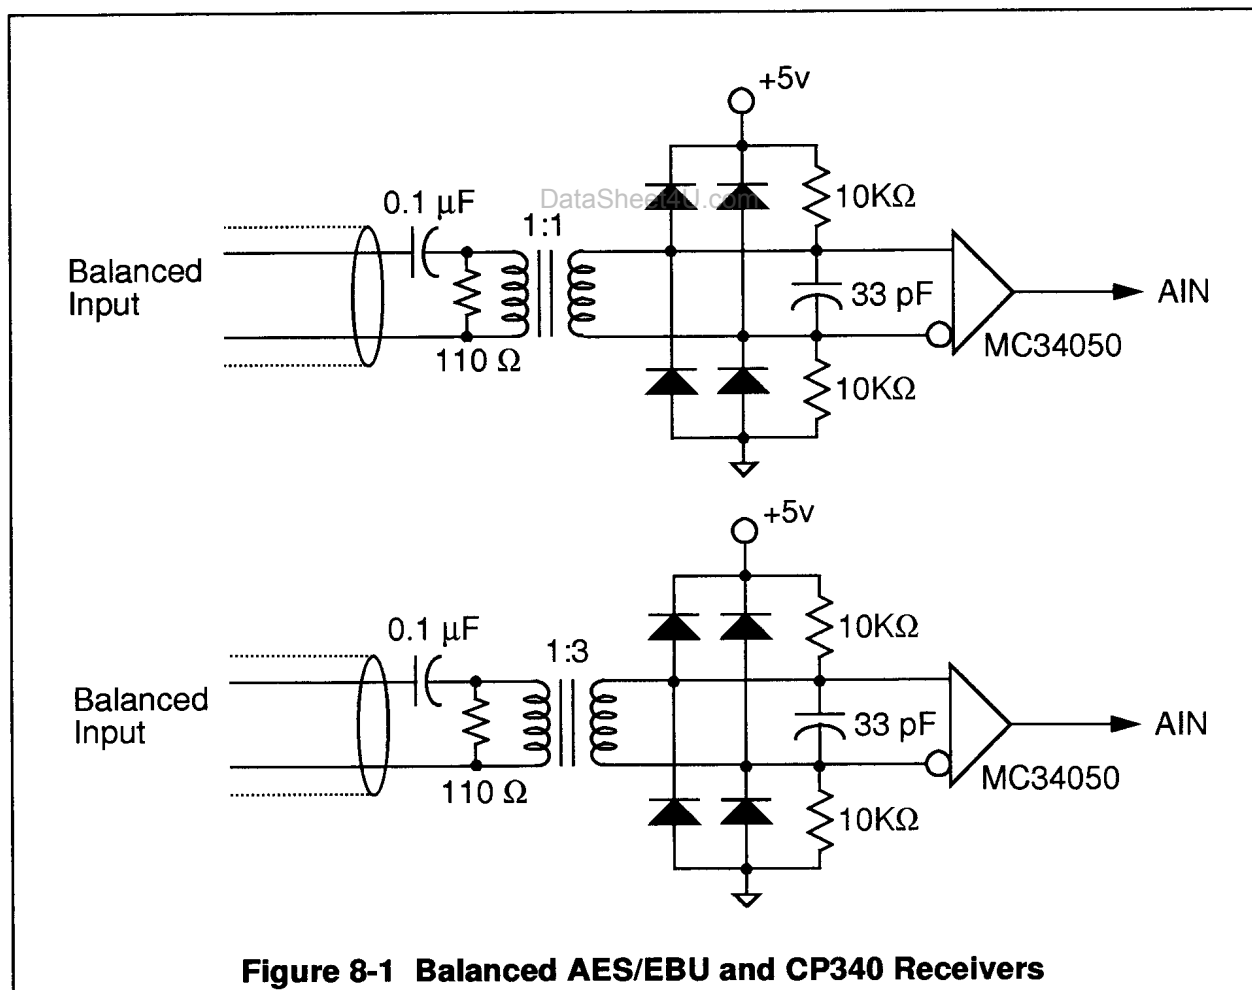 +5v
DataSheet4U.com
10KΩ
0.1 µF
1:1
Balanced
Input
33 pF
AIN
MC34050
110 Ω
10KΩ
+5v
10KΩ
0.1 µF
1:3
Balanced
Input
33 pF
AIN
MC34050
110 Ω
10KΩ
Figure 8-1 Balanced AES/EBU and CP340 Receivers